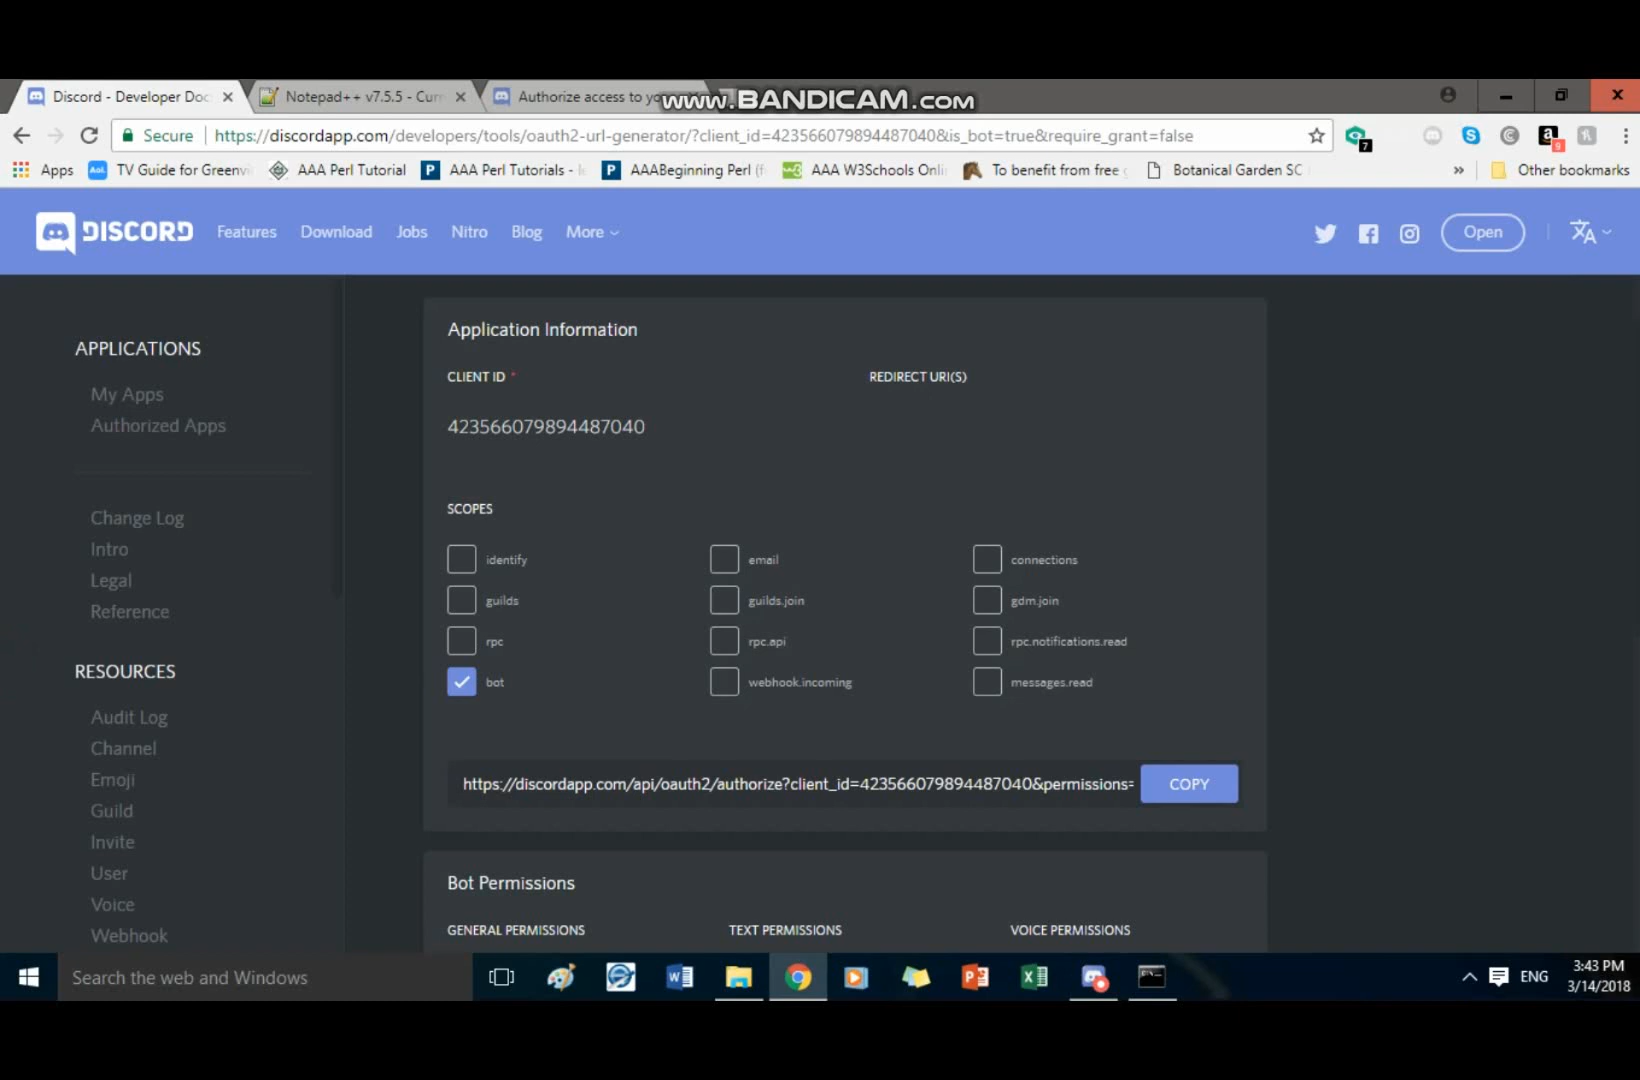 Discord - Developer Doc
Notepad++ v7.5.5 - Curr
Authorize access to yo
www.BANDICAM.com
Secure
https://discordapp.com/developers/tools/oauth2-url-generator/?client_id=423566079894487040&is_bot=true&require_grant=false
7
9
Apps
Aol.
TV Guide for Greenvi
AAA Perl Tutorial
P
AAA Perl Tutorials - l
P
AAABeginning Perl (f
AAA W3Schools Onli
To benefit from free
Botanical Garden SC
»
Other bookmarks
DISCORD
Features
Download
Jobs
Nitro
Blog
More
Open
APPLICATIONS
My Apps
Authorized Apps
Change Log
Intro
Legal
Reference
RESOURCES
Audit Log
Channel
Emoji
Guild
Invite
User
Voice
Webhook
Application Information
CLIENT ID *
REDIRECT URI(S)
423566079894487040
SCOPES
identify
email
connections
guilds
guilds.join
gdm.join
rpc
rpc.api
rpc.notifications.read
bot
webhook.incoming
messages.read
https://discordapp.com/api/oauth2/authorize?client_id=423566079894487040&permissions=
COPY
Bot Permissions
GENERAL PERMISSIONS
TEXT PERMISSIONS
VOICE PERMISSIONS
Search the web and Windows
ENG
3:43 PM
3/14/2018